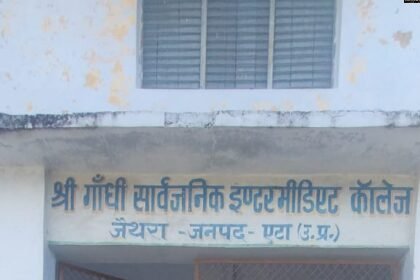 श्री गाँधी सार्वजनिक इण्टरमीडिएट कॉलेज
जैथरा - जनपद - एटा (उ.प्र.)